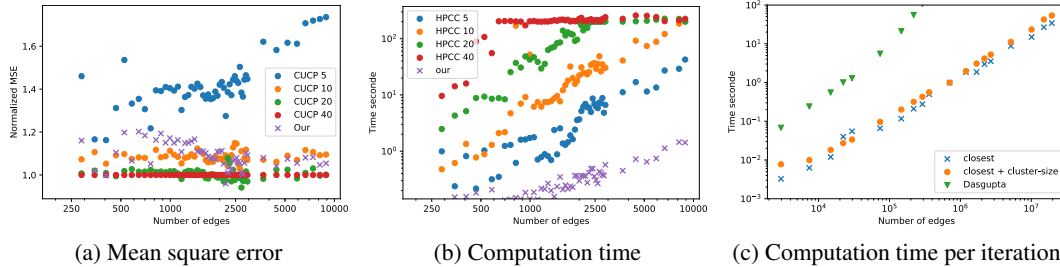 Normalized MSE
1.6
1.4
1.2
1.0
CUCP 5
CUCP 10
CUCP 20
CUCP 40
Our
250 500 1000 2500 5000 9000
Number of edges
(a) Mean square error
Time seconde
10²
10¹
10⁰
HPCC 5
HPCC 10
HPCC 20
HPCC 40
our
250 500 1000 2500 5000 9000
Number of edges
(b) Computation time
Time seconde
10²
10¹
10⁰
10⁻¹
10⁻²
10⁻³
closest
closest + cluster-size
Dasgupta
10⁴ 10⁵ 10⁶ 10⁷
Number of edges
(c) Computation time per iteration